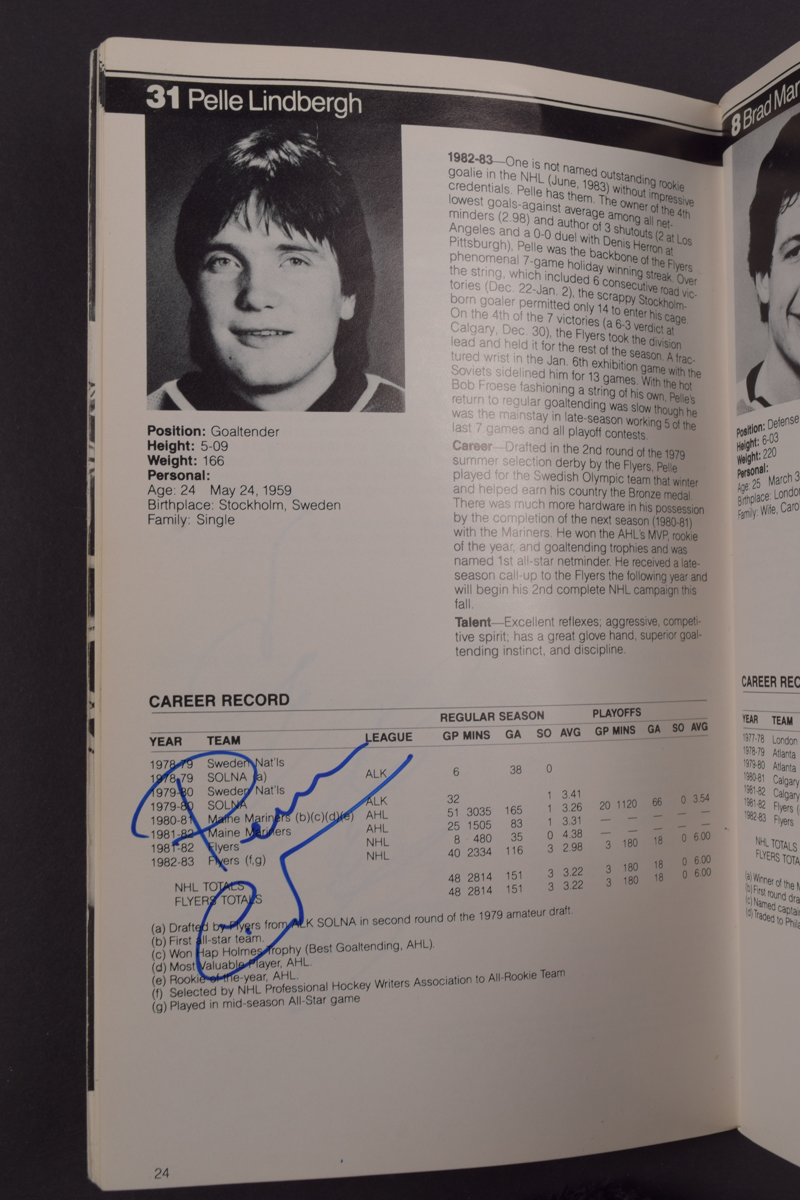 31 Pelle Lindbergh
Position: Goaltender
Height: 5-09
Weight: 166
Personal:
Age: 24 May 24, 1959
Birthplace: Stockholm, Sweden
Family: Single
1982-83—One is not named outstanding rookie
goalie in the NHL (June, 1983) without impressive
credentials. Pelle has them. The owner of the 4th
lowest goals-against average among all net-
minders (2.98) and author of 3 shutouts (2 at Los
Angeles and a 0-0 duel with Denis Herron at
Pittsburgh), Pelle was the backbone of the Flyers
phenomenal 7-game holiday winning streak. Over
the string, which included 6 consecutive road vic-
tories (Dec. 22-Jan. 2), the scrappy Stockholm-
born goaler permitted only 14 to enter his cage.
On the 4th of the 7 victories (a 6-3 verdict at
Calgary, Dec. 30), the Flyers took the division
lead and held it for the rest of the season. A frac-
tured wrist in the Jan. 6th exhibition game with the
Soviets sidelined him for 13 games. With the hot
Bob Froese fashioning a string of his own, Pelle's
return to regular goaltending was slow though he
was the mainstay in late-season working 5 of the
last 7 games and all playoff contests.
Career—Drafted in the 2nd round of the 1979
summer selection derby by the Flyers, Pelle
played for the Swedish Olympic team that winter
and helped earn his country the Bronze medal.
There was much more hardware in his possession
by the completion of the next season (1980-81)
with the Mariners. He won the AHL's MVP, rookie
of the year, and goaltending trophies and was
named 1st all-star netminder. He received a late-
season call-up to the Flyers the following year and
will begin his 2nd complete NHL campaign this
fall.
Talent—Excellent reflexes; aggressive, competi-
tive spirit; has a great glove hand, superior goal-
tending instinct, and discipline.
CAREER RECORD
REGULAR SEASON PLAYOFFS
YEAR TEAM LEAGUE GP MINS GA SO AVG GP MINS GA SO AVG
1978-79 Sweden Nat'ls
1978-79 SOLNA (a) ALK 6 38 0
1979-80 Sweden Nat'ls
1979-80 SOLNA ALK 32 1 3.41
1980-81 Maine Mariners (b)(c)(d)(e) AHL 51 3035 165 1 3.26 20 1120 66 0 3.54
1981-82 Maine Mariners AHL 25 1505 83 1 3.31 — — — — —
1981-82 Flyers NHL 8 480 35 0 4.38 — — — — —
1982-83 Flyers (f,g) NHL 40 2334 116 3 2.98 3 180 18 0 6.00
NHL TOTALS 48 2814 151 3 3.22 3 180 18 0 6.00
FLYERS TOTALS 48 2814 151 3 3.22 3 180 18 0 6.00
(a) Drafted by Flyers from ALK SOLNA in second round of the 1979 amateur draft.
(b) First all-star team.
(c) Won Hap Holmes Trophy (Best Goaltending, AHL).
(d) Most Valuable Player, AHL.
(e) Rookie-of-the-year, AHL.
(f) Selected by NHL Professional Hockey Writers Association to All-Rookie Team
(g) Played in mid-season All-Star game
24
8 Brad Mar
Position: Defense
Height: 6-03
Weight: 220
Personal:
Age: 25 March 3
Birthplace: London
Family: Wife, Caro
CAREER REC
YEAR TEAM
1977-78 London
1978-79 Atlanta
1979-80 Atlanta
1980-81 Calgary
1981-82 Calgary
1981-82 Flyers (
1982-83 Flyers
NHL TOTALS
FLYERS TOTA
(a) Winner of the M
(b) First round dra
(c) Named captai
(d) Traded to Phila